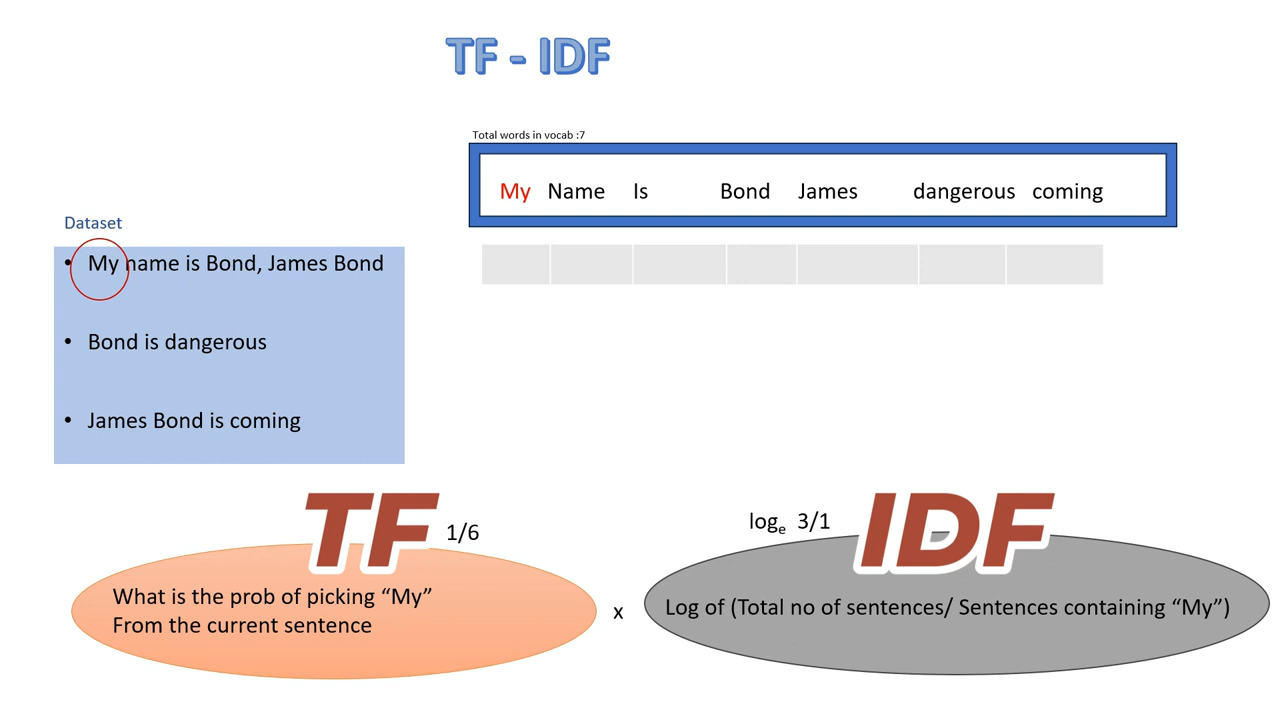 TF - IDF
Total words in vocab :7
My Name Is Bond James dangerous coming
Dataset
• My name is Bond, James Bond
• Bond is dangerous
• James Bond is coming
TF 1/6
What is the prob of picking “My”
From the current sentence
x
logₑ 3/1 IDF
Log of (Total no of sentences/ Sentences containing “My”)